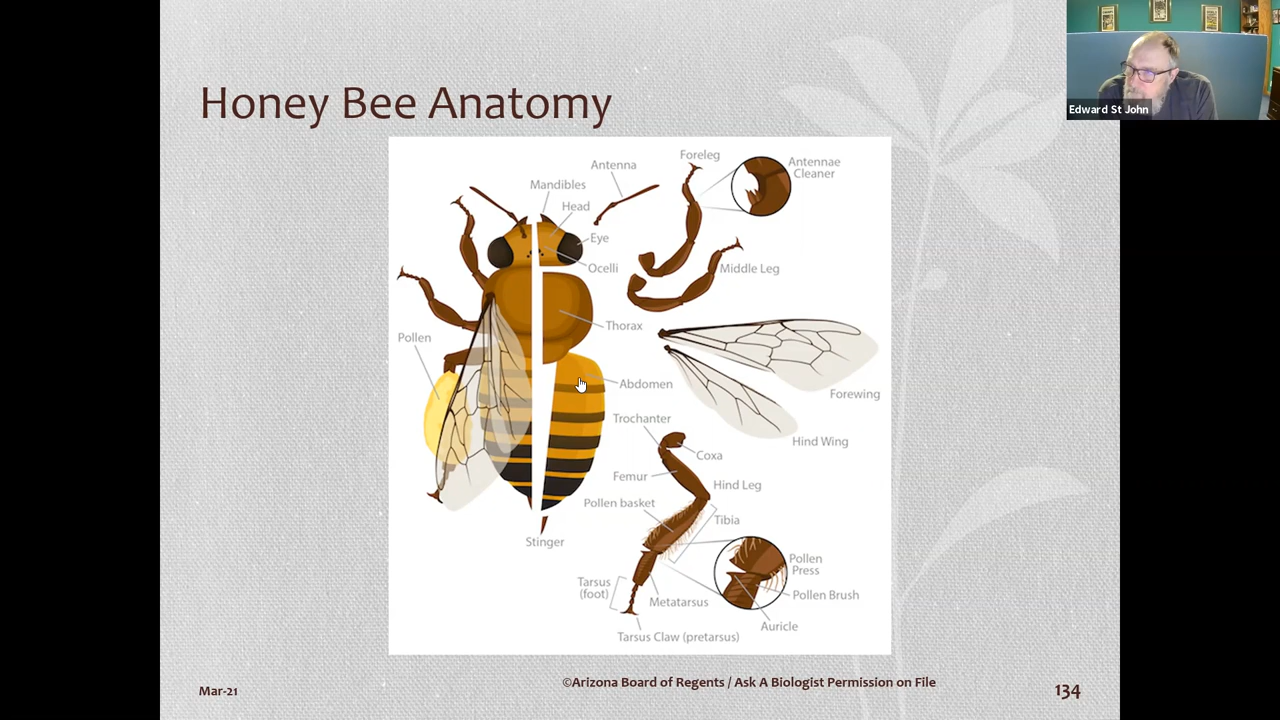 Honey Bee Anatomy
Edward St John
Foreleg
Antennae
Cleaner
Antenna
Mandibles
Head
Eye
Ocelli
Middle Leg
Thorax
Pollen
Abdomen
Forewing
Trochanter
Hind Wing
Coxa
Femur
Hind Leg
Pollen basket
Tibia
Stinger
Pollen
Press
Tarsus
(foot)
Metatarsus
Pollen Brush
Auricle
Tarsus Claw (pretarsus)
Mar-21
©Arizona Board of Regents / Ask A Biologist Permission on File
134